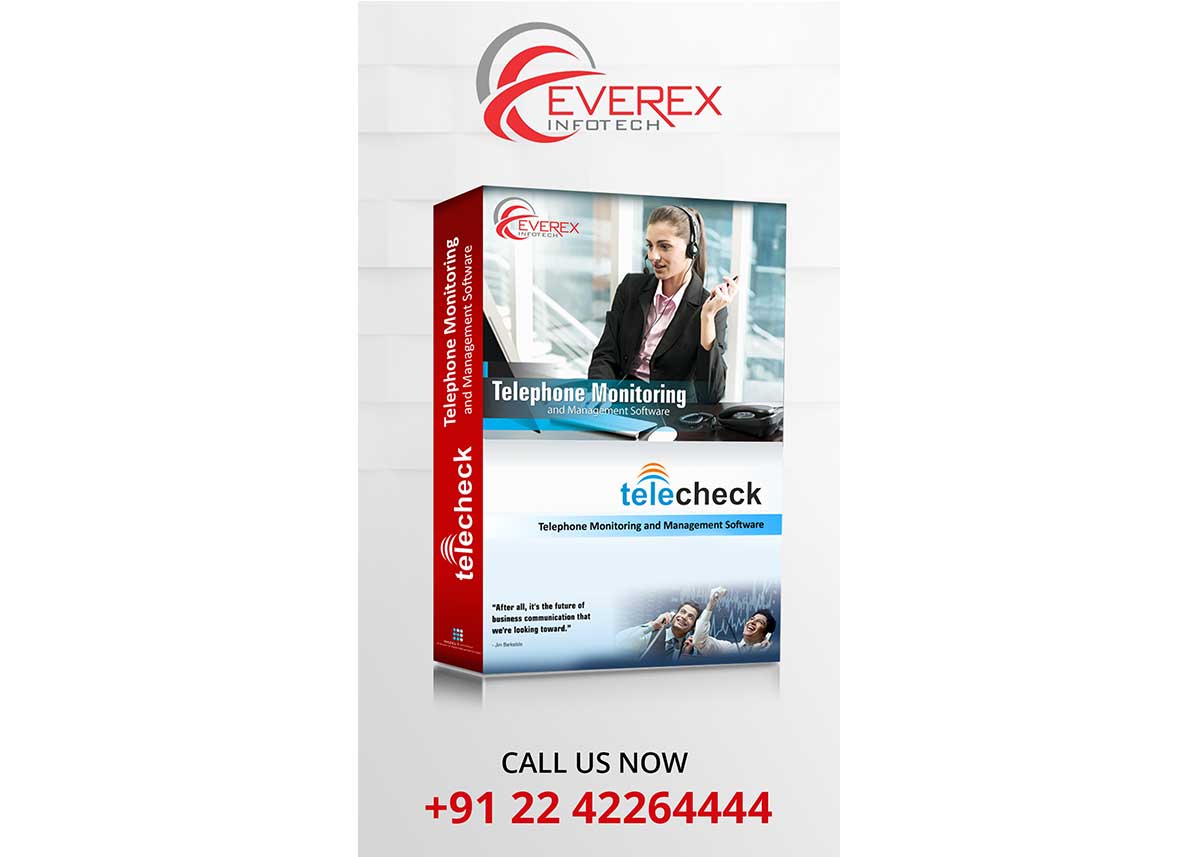 EVEREX
INFOTECH
Telephone Monitoring
and Management Software
telecheck
EVEREX
INFOTECH
Telephone Monitoring
and Management Software
telecheck
Telephone Monitoring and Management Software
"After all, it's the future of
business communication that
we're looking toward."
- Jim Barksdale
CALL US NOW
+91 22 42264444